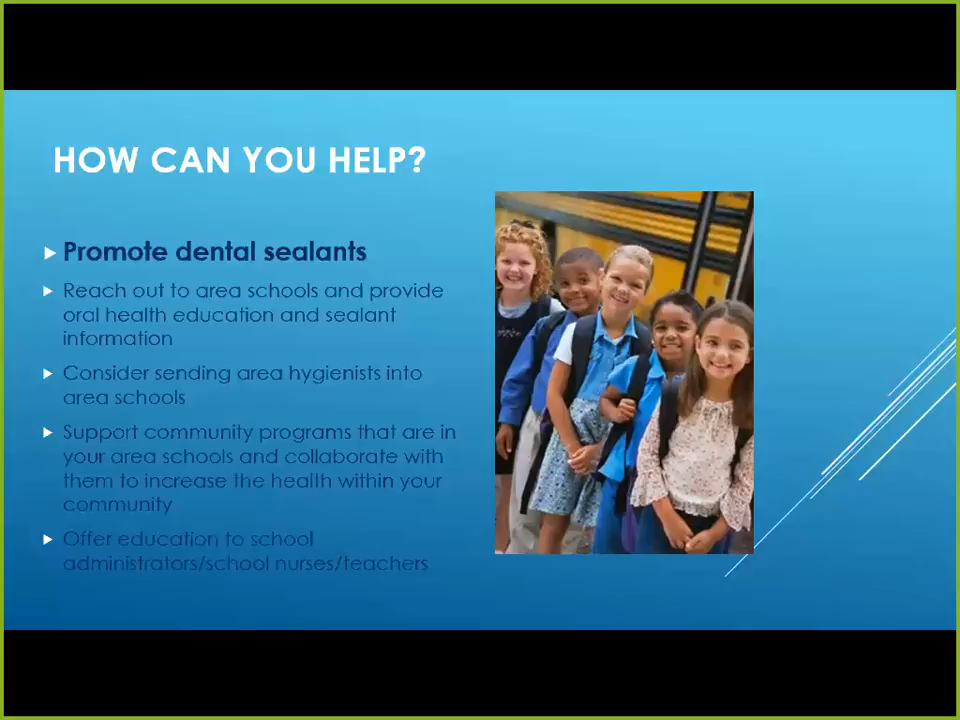 HOW CAN YOU HELP?
Promote dental sealants
Reach out to area schools and provide
oral health education and sealant
information
Consider sending area hygienists into
area schools
Support community programs that are in
your area schools and collaborate with
them to increase the health within your
community
Offer education to school
administrators/school nurses/teachers